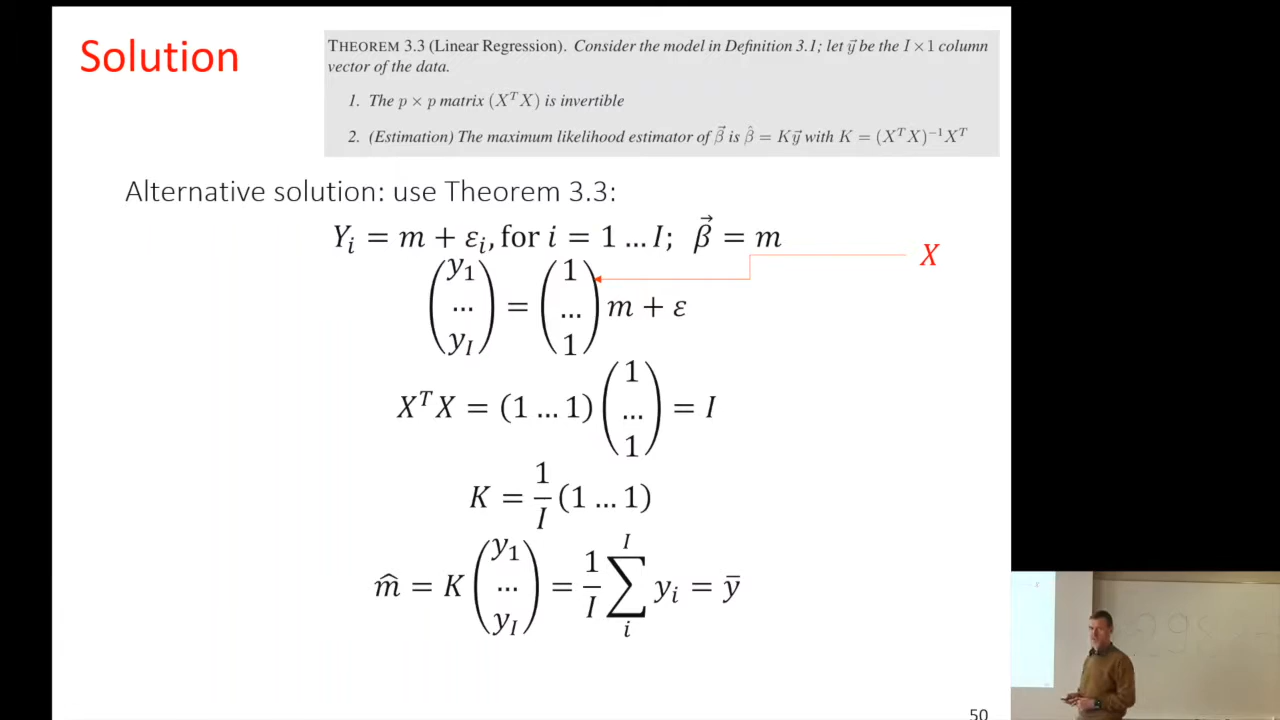 Solution
THEOREM 3.3 (Linear Regression). Consider the model in Definition 3.1; let y⃗ be the I × 1 column
vector of the data.
1. The p × p matrix (XᵀX) is invertible
2. (Estimation) The maximum likelihood estimator of β⃗ is β̂ = Ky⃗ with K = (XᵀX)⁻¹Xᵀ
Alternative solution: use Theorem 3.3:
Yᵢ = m + εᵢ, for i = 1 … I; β⃗ = m
X
(y₁ … y_I) = (1 … 1) m + ε
XᵀX = (1 … 1) (1 … 1) = I
K = 1/I (1 … 1)
m̂ = K (y₁ … y_I) = 1/I ∑ᵢᴵ yᵢ = ȳ
50